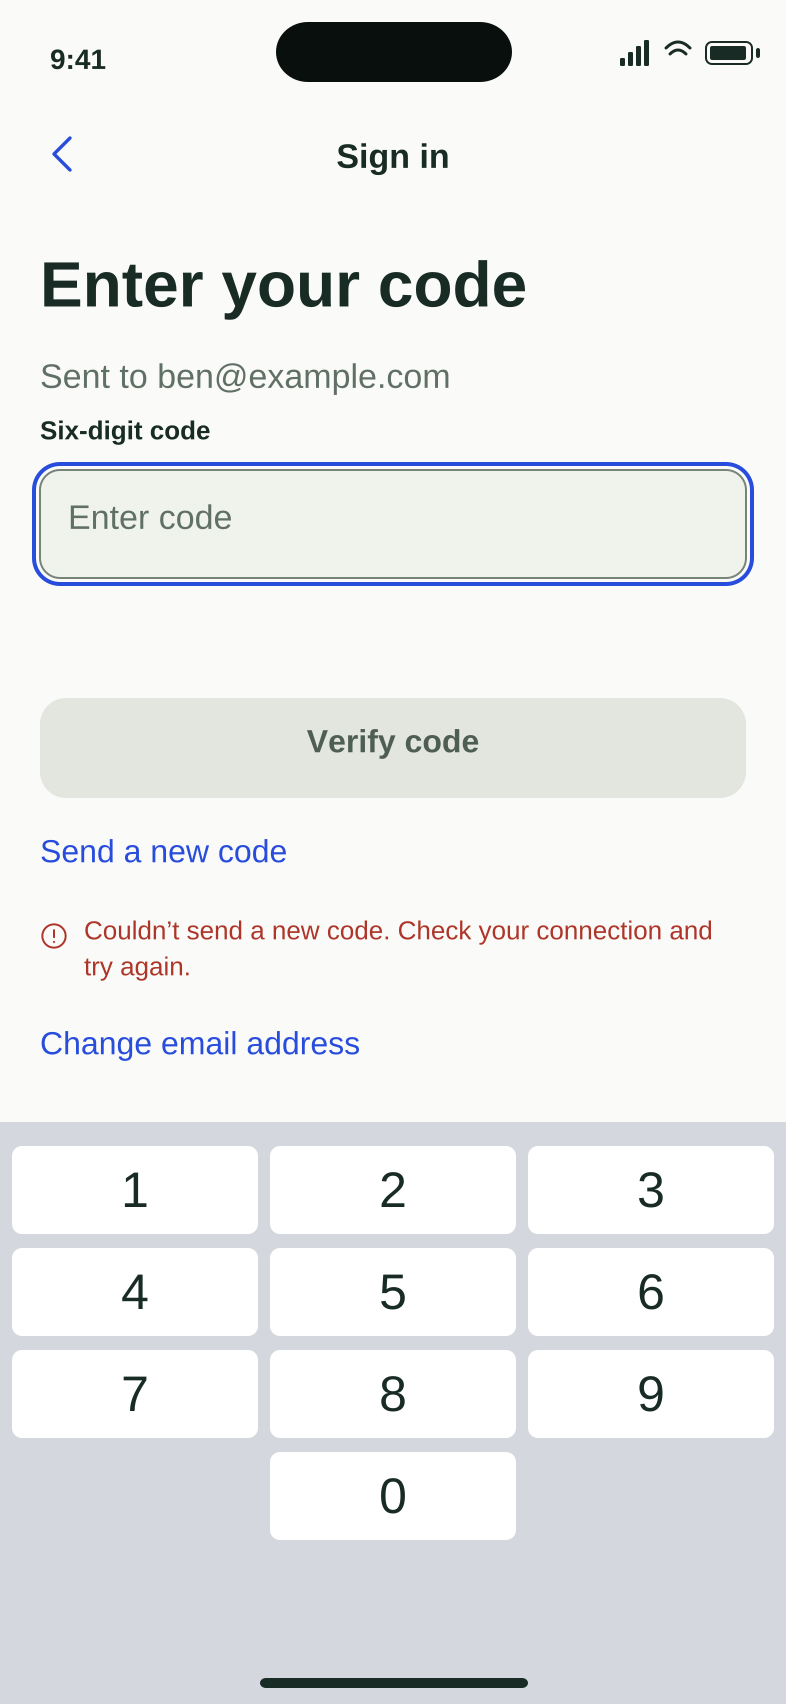 9:41
Sign in
Enter your code
Sent to ben@example.com
Six-digit code
Enter code
Verify code
Send a new code
Couldn’t send a new code. Check your connection and
try again.
Change email address
1 2 3
4 5 6
7 8 9
0